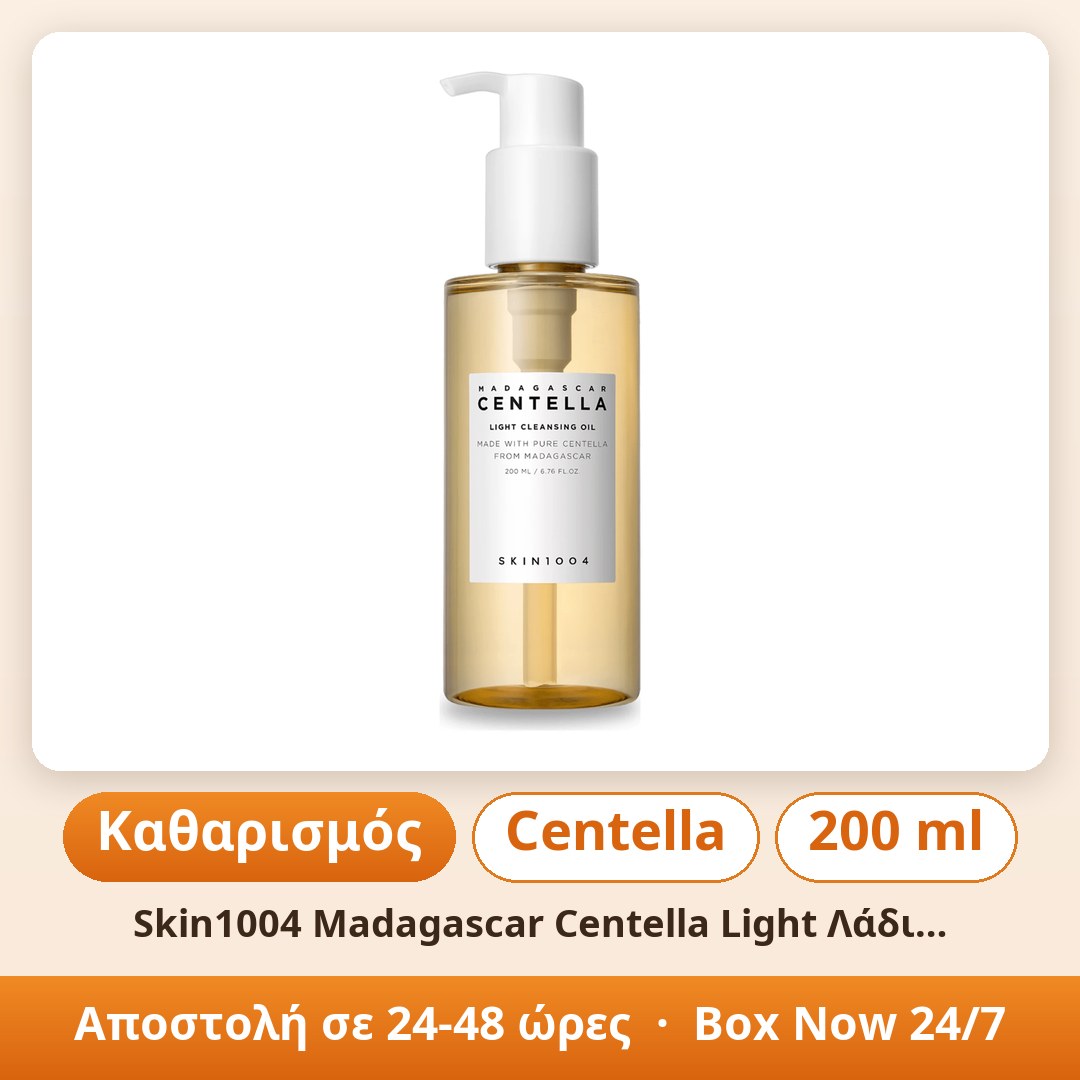 MADAGASCAR
CENTELLA
LIGHT CLEANSING OIL
MADE WITH PURE CENTELLA
FROM MADAGASCAR
200 ML / 6.76 FL.OZ
SKIN1004
Καθαρισμός
Centella
200 ml
Skin1004 Madagascar Centella Light Λάδι...
Αποστολή σε 24-48 ώρες · Box Now 24/7